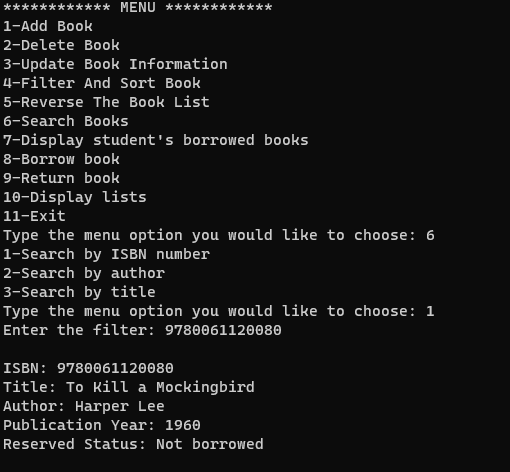 ************ MENU ************
1-Add Book
2-Delete Book
3-Update Book Information
4-Filter And Sort Book
5-Reverse The Book List
6-Search Books
7-Display student's borrowed books
8-Borrow book
9-Return book
10-Display lists
11-Exit
Type the menu option you would like to choose: 6
1-Search by ISBN number
2-Search by author
3-Search by title
Type the menu option you would like to choose: 1
Enter the filter: 9780061120080
ISBN: 9780061120080
Title: To Kill a Mockingbird
Author: Harper Lee
Publication Year: 1960
Reserved Status: Not borrowed